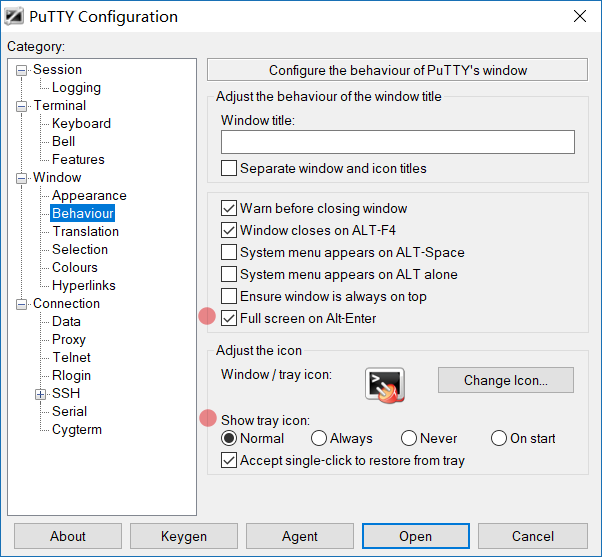 PuTTY Configuration
Category:
Session
Logging
Terminal
Keyboard
Bell
Features
Window
Appearance
Behaviour
Translation
Selection
Colours
Hyperlinks
Connection
Data
Proxy
Telnet
Rlogin
SSH
Serial
Cygterm
Configure the behaviour of PuTTY's window
Adjust the behaviour of the window title
Window title:
Separate window and icon titles
Warn before closing window
Window closes on ALT-F4
System menu appears on ALT-Space
System menu appears on ALT alone
Ensure window is always on top
Full screen on Alt-Enter
Adjust the icon
Window / tray icon:
Change Icon...
Show tray icon:
Normal Always Never On start
Accept single-click to restore from tray
About Keygen Agent Open Cancel